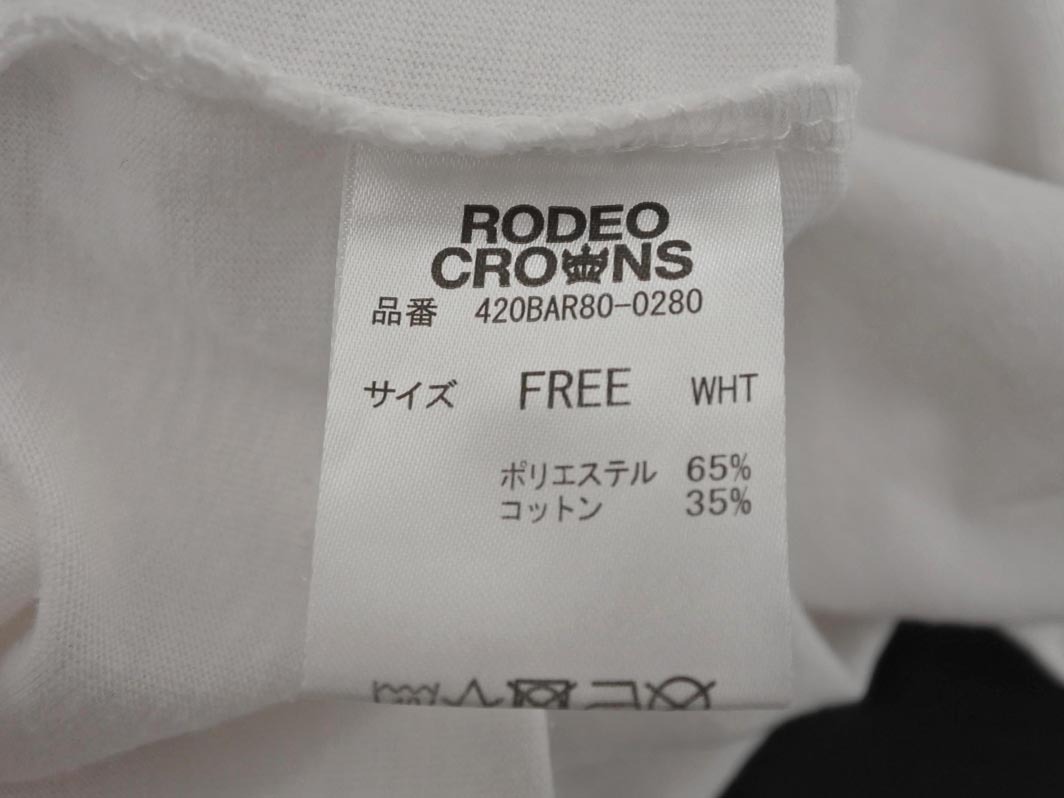 RODEO
CROWNS
品番 420BAR80-0280
サイズ FREE WHT
ポリエステル 65%
コットン 35%